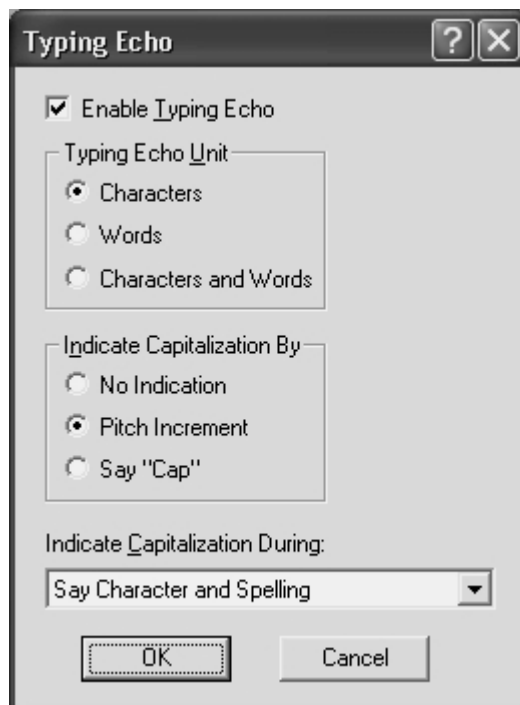 Typing Echo
Enable Typing Echo
Typing Echo Unit
Characters
Words
Characters and Words
Indicate Capitalization By
No Indication
Pitch Increment
Say "Cap"
Indicate Capitalization During:
Say Character and Spelling
OK Cancel